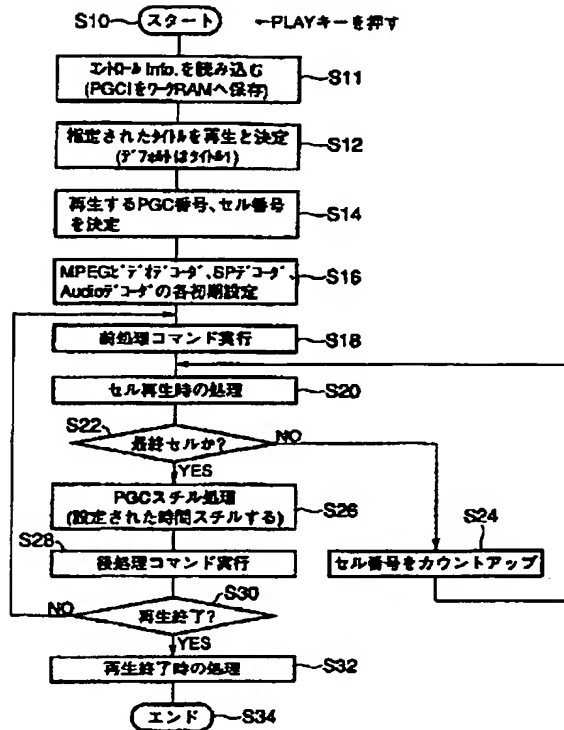 S10 スタート ←PLAYキーを押す
コントロール Info.を読み込む
(PGCIをワークRAMへ保存)
S11
指定されたタイトルを再生と決定
(デフォルトはタイトル1)
S12
再生するPGC番号、セル番号
を決定
S14
MPEGビデオデコーダ、SPデコーダ、
Audioデコーダの各初期設定
S16
前処理コマンド実行
S18
セル再生時の処理
S20
S22
最終セルか?
NO
YES
PGCスチル処理
(設定された時間スチルする)
S26
S24
セル番号をカウントアップ
S28
後処理コマンド実行
S30
再生終了?
NO
YES
再生終了時の処理
S32
エンド
S34